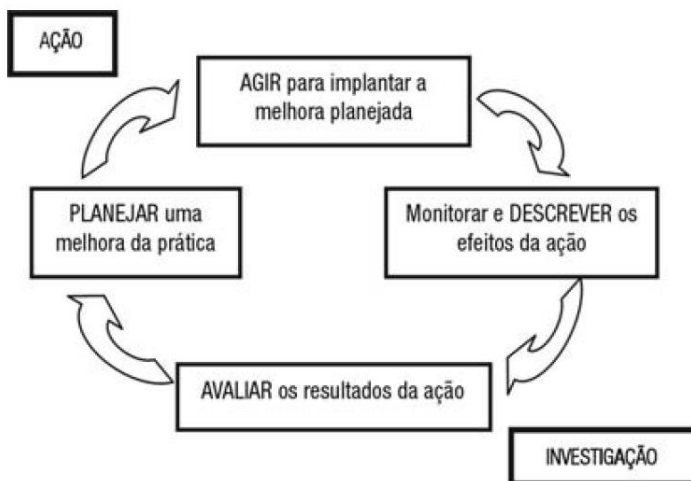 AÇÃO
AGIR para implantar a
melhora planejada
PLANEJAR uma
melhora da prática
Monitorar e DESCREVER os
efeitos da ação
AVALIAR os resultados da ação
INVESTIGAÇÃO